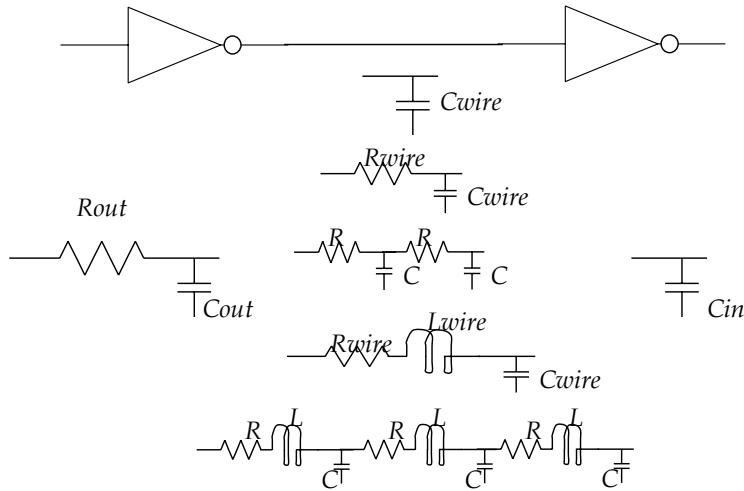 Cwire
Rwire
Cwire
Rout
R R
C C
Cout
Cin
Lwire
Rwire
Cwire
R L R L R L
C C C